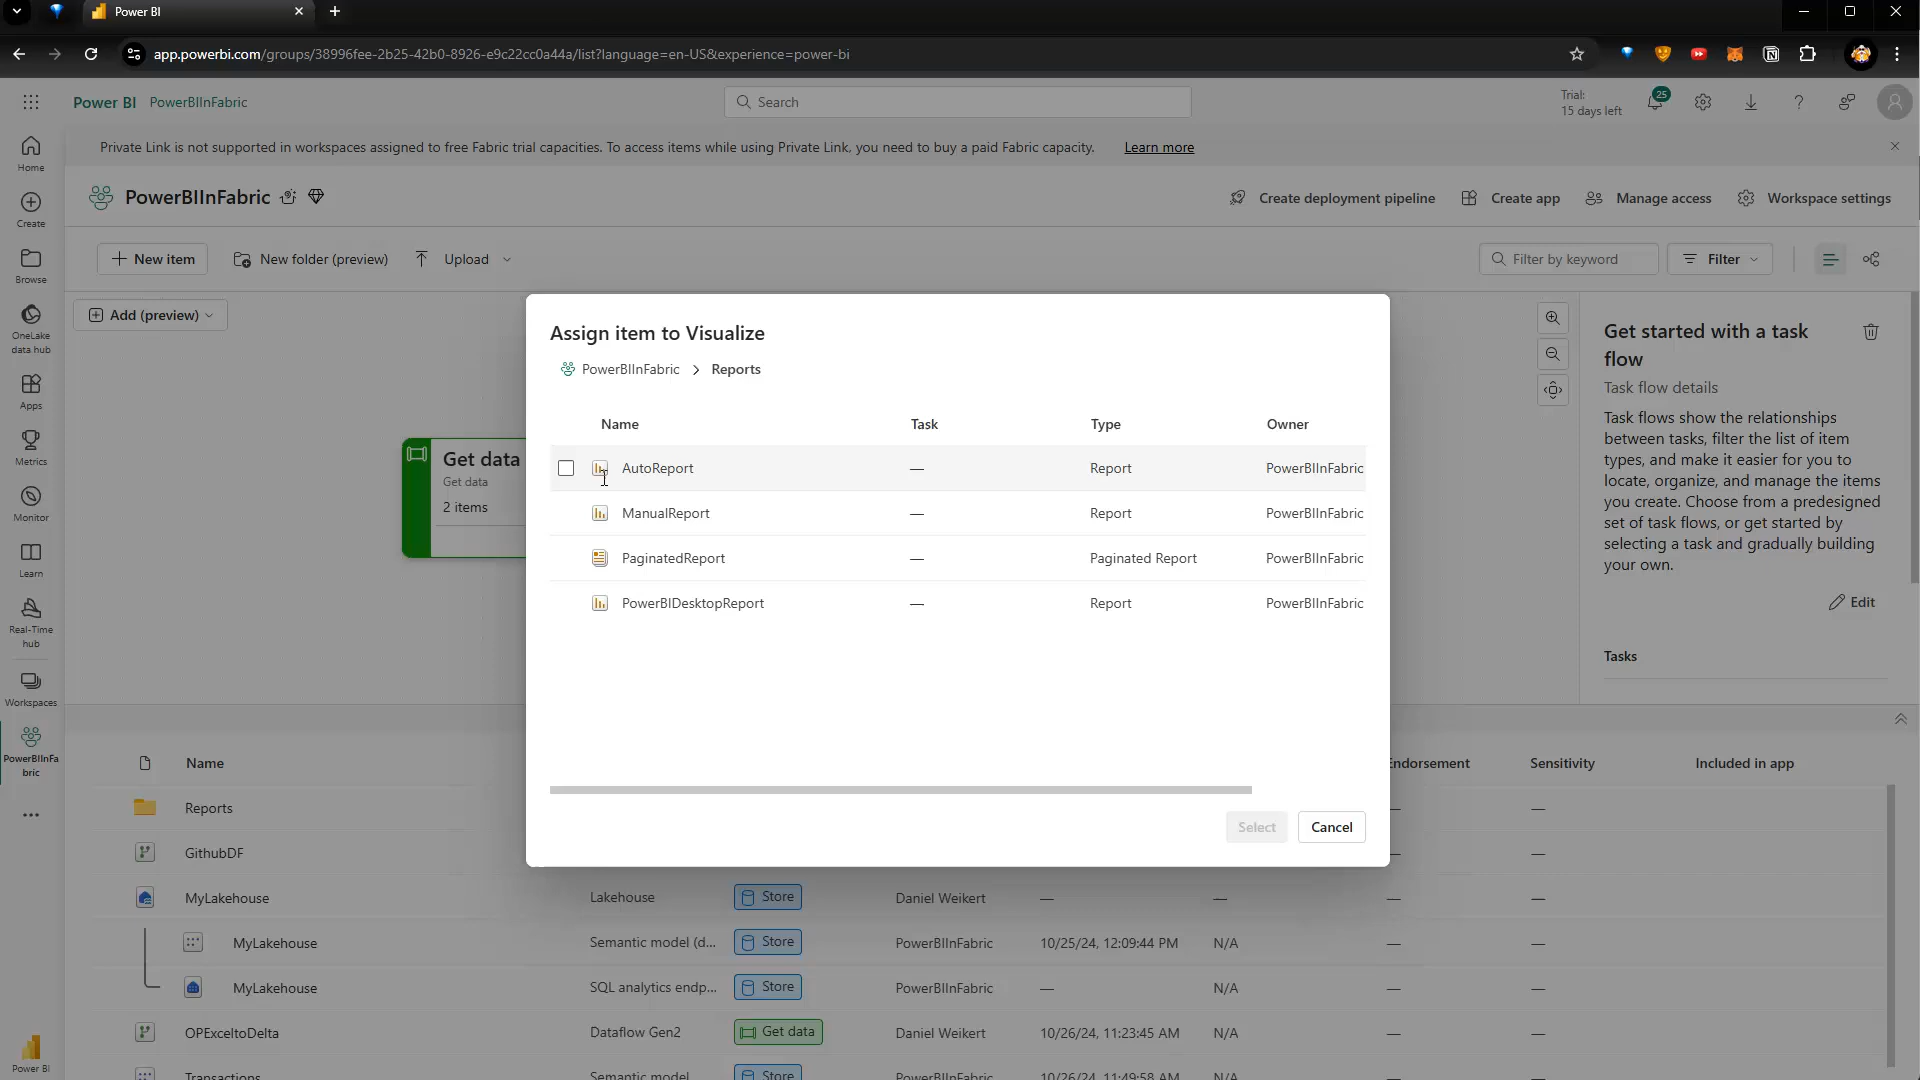 Power BI
app.powerbi.com/groups/38996fee-2b25-42b0-8926-e9c22cc0a44a/list?language=en-US&experience=power-bi
Power BI PowerBIInFabric
Search
Trial:
15 days left
25
Private Link is not supported in workspaces assigned to free Fabric trial capacities. To access items while using Private Link, you need to buy a paid Fabric capacity. Learn more
Home
Create
Browse
OneLake
data hub
Apps
Metrics
Monitor
Learn
Real-Time
hub
Workspaces
PowerBIInFa
bric
Power BI
PowerBIInFabric
Create deployment pipeline
Create app
Manage access
Workspace settings
New item
New folder (preview)
Upload
Filter by keyword
Filter
Add (preview)
Get data
Get data
2 items
Assign item to Visualize
PowerBIInFabric > Reports
Name Task Type Owner
AutoReport — Report PowerBIInFabric
ManualReport — Report PowerBIInFabric
PaginatedReport — Paginated Report PowerBIInFabric
PowerBIDesktopReport — Report PowerBIInFabric
Select
Cancel
Get started with a task
flow
Task flow details
Task flows show the relationships
between tasks, filter the list of item
types, and make it easier for you to
locate, organize, and manage the items
you create. Choose from a predesigned
set of task flows, or get started by
selecting a task and gradually building
your own.
Edit
Tasks
Name Endorsement Sensitivity Included in app
Reports — —
GithubDF — —
MyLakehouse Lakehouse Store Daniel Weikert — — — —
MyLakehouse Semantic model (d... Store PowerBIInFabric 10/25/24, 12:09:44 PM N/A — —
MyLakehouse SQL analytics endp... Store PowerBIInFabric — N/A — —
OPExceltoDelta Dataflow Gen2 Get data Daniel Weikert 10/26/24, 11:23:45 AM N/A — —
Transactions Semantic model Store PowerBIInFabric 10/26/24, 11:49:58 AM N/A — —